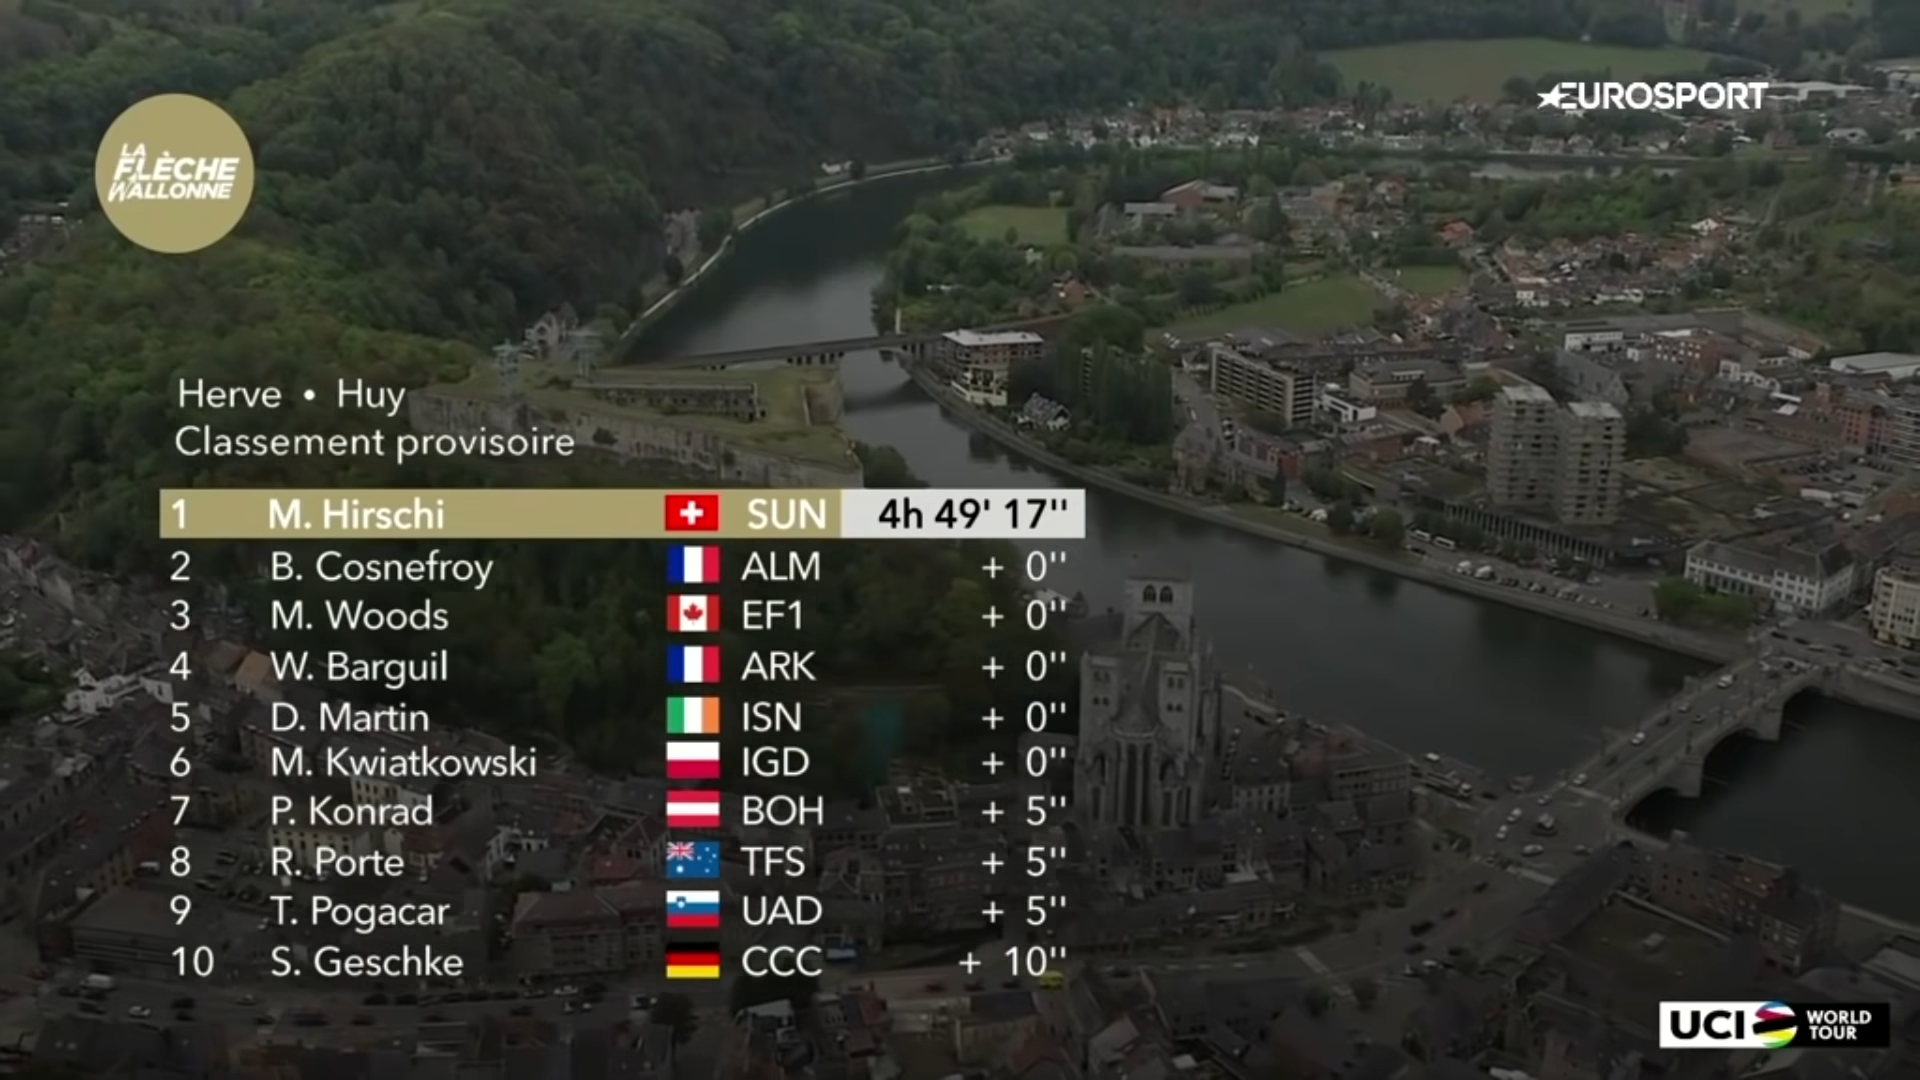 EUROSPORT
LA
FLÈCHE
WALLONNE
Herve • Huy
Classement provisoire
1 M. Hirschi SUN 4h 49' 17''
2 B. Cosnefroy ALM + 0''
3 M. Woods EF1 + 0''
4 W. Barguil ARK + 0''
5 D. Martin ISN + 0''
6 M. Kwiatkowski IGD + 0''
7 P. Konrad BOH + 5''
8 R. Porte TFS + 5''
9 T. Pogacar UAD + 5''
10 S. Geschke CCC + 10''
UCI WORLD
TOUR